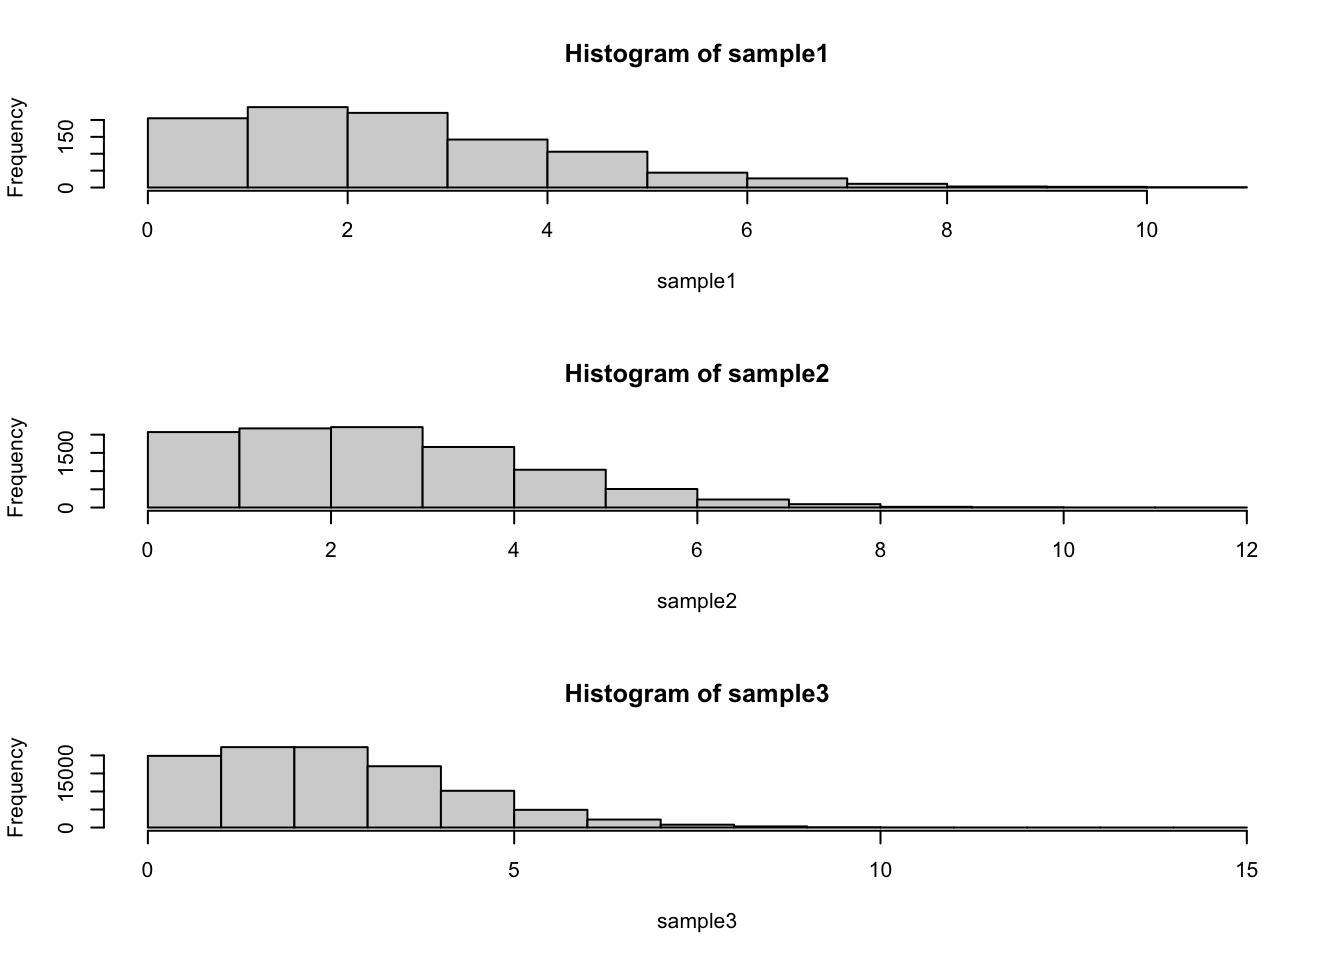 Histogram of sample1
Frequency
150
0
0 2 4 6 8 10
sample1
Histogram of sample2
Frequency
1500
0
0 2 4 6 8 10 12
sample2
Histogram of sample3
Frequency
15000
0
0 5 10 15
sample3